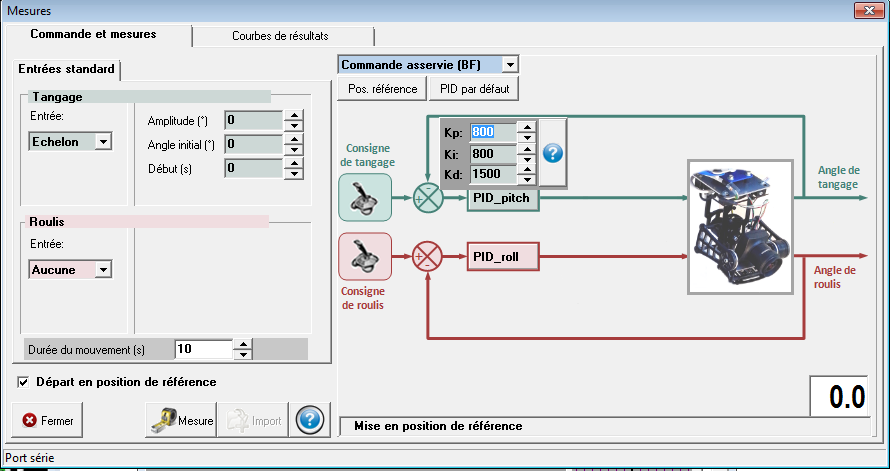 Mesures
Commande et mesures
Courbes de résultats
Entrées standard
Tangage
Entrée:
Echelon
Amplitude (°)
0
Angle initial (°)
0
Début (s)
0
Roulis
Entrée:
Aucune
Durée du mouvement (s)
10
Départ en position de référence
Fermer
Mesure
Import
?
Commande asservie (BF)
Pos. référence
PID par défaut
Kp:
800
Ki:
800
Kd:
1500
?
Consigne
de tangage
+
-
PID_pitch
Angle de
tangage
+
-
PID_roll
Consigne
de roulis
Angle de
roulis
0.0
Mise en position de référence
Port série